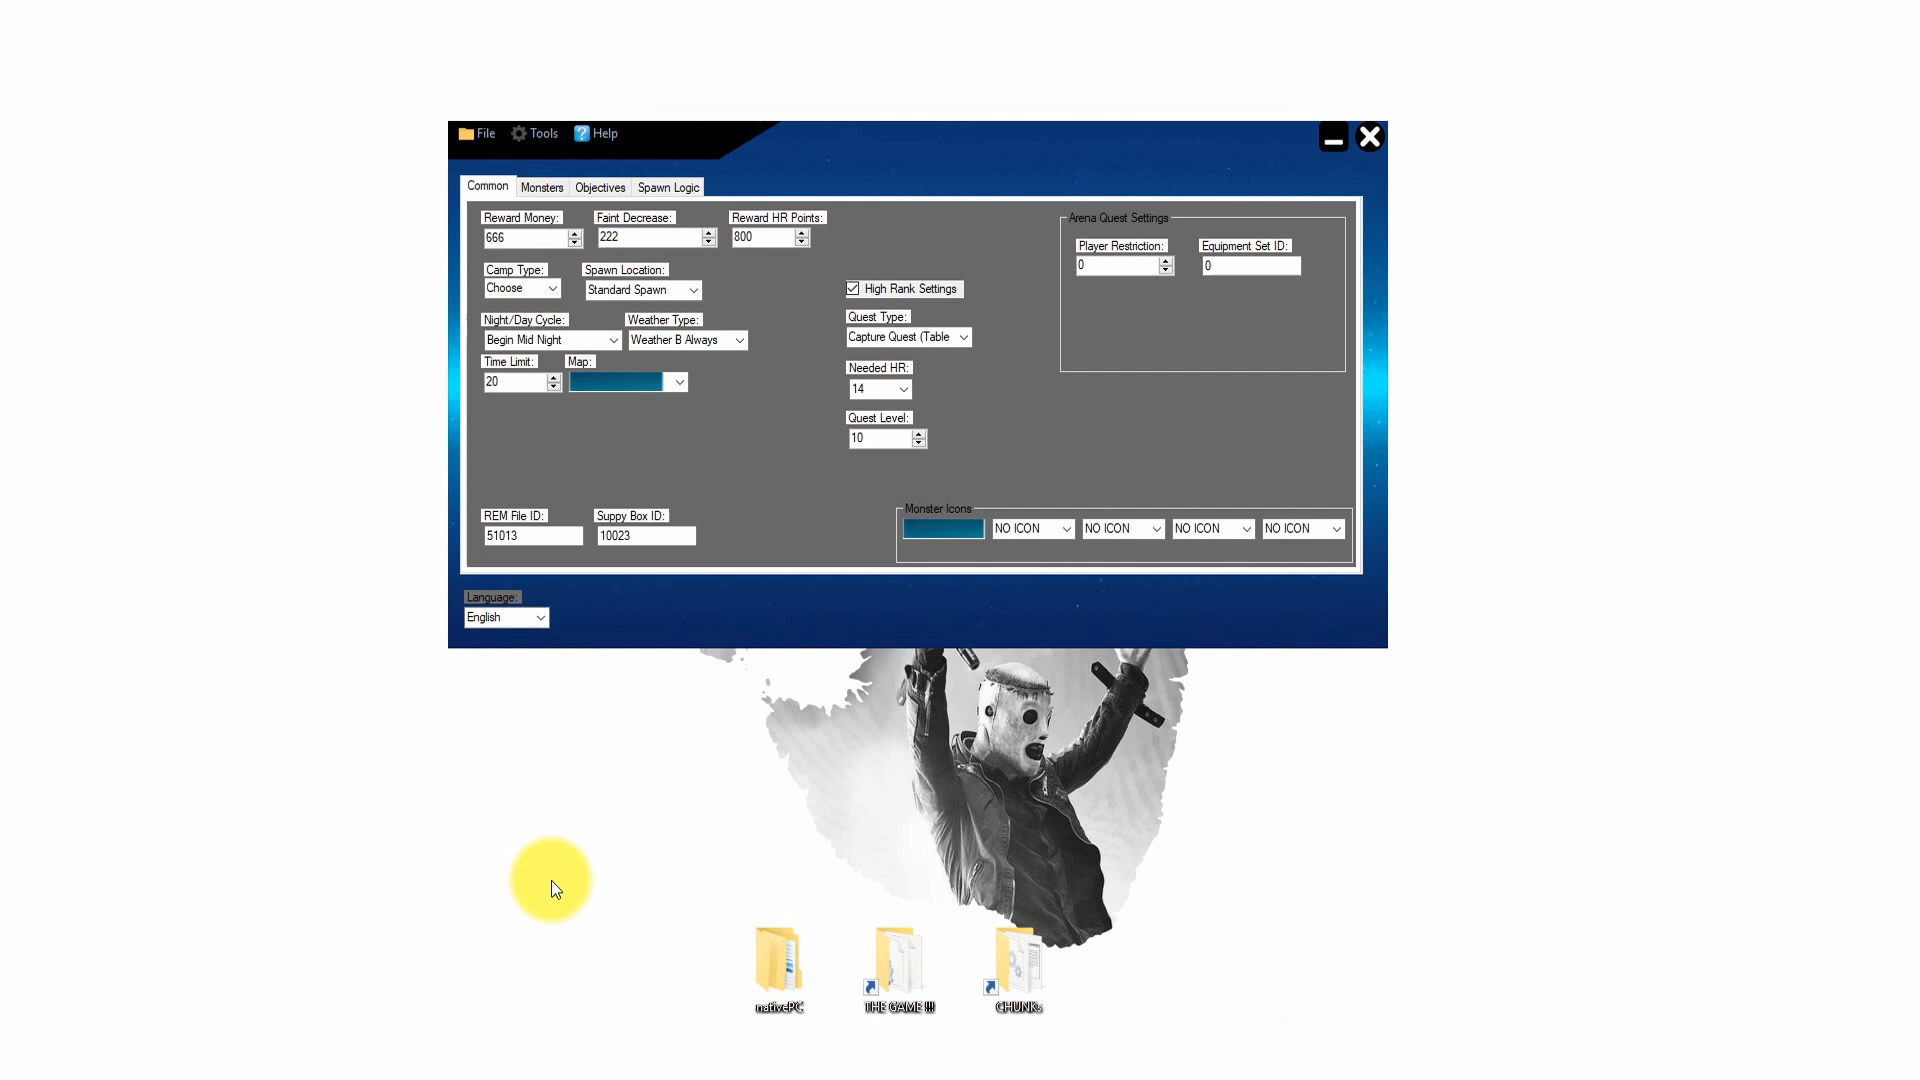 File Tools Help
Common Monsters Objectives Spawn Logic
Reward Money: Faint Decrease: Reward HR Points:
666 222 800
Arena Quest Settings
Player Restriction: Equipment Set ID:
0 0
Camp Type: Spawn Location:
Choose Standard Spawn
High Rank Settings
Night/Day Cycle: Weather Type:
Begin Mid Night Weather B Always
Quest Type:
Capture Quest (Table
Time Limit: Map:
20
Needed HR:
14
Quest Level:
10
REM File ID: Suppy Box ID:
51013 10023
Monster Icons
NO ICON NO ICON NO ICON NO ICON
Language:
English
nativePC THE GAME !!! CHUNKs